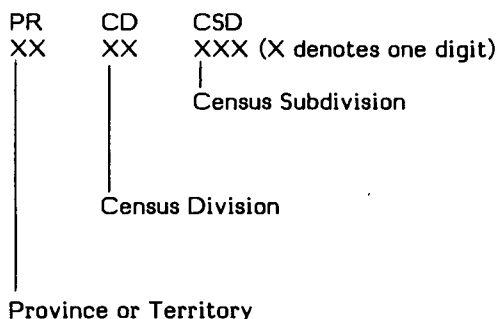 PR CD CSD
XX XX XXX (X denotes one digit)
Census Subdivision
Census Division
Province or Territory